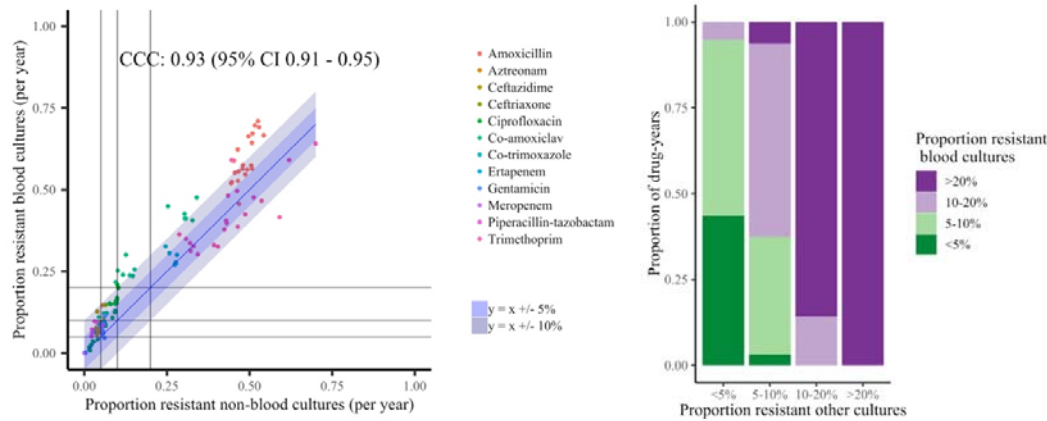 CCC: 0.93 (95% CI 0.91 - 0.95)
Proportion resistant blood cultures (per year)
1.00
0.75
0.50
0.25
0.00
0.00 0.25 0.50 0.75 1.00
Proportion resistant non-blood cultures (per year)
Amoxicillin
Aztreonam
Ceftazidime
Ceftriaxone
Ciprofloxacin
Co-amoxiclav
Co-trimoxazole
Ertapenem
Gentamicin
Meropenem
Piperacillin-tazobactam
Trimethoprim
y = x +/- 5%
y = x +/- 10%
Proportion of drug-years
1.00
0.75
0.50
0.25
0.00
<5% 5-10% 10-20% >20%
Proportion resistant other cultures
Proportion resistant
blood cultures
>20%
10-20%
5-10%
<5%